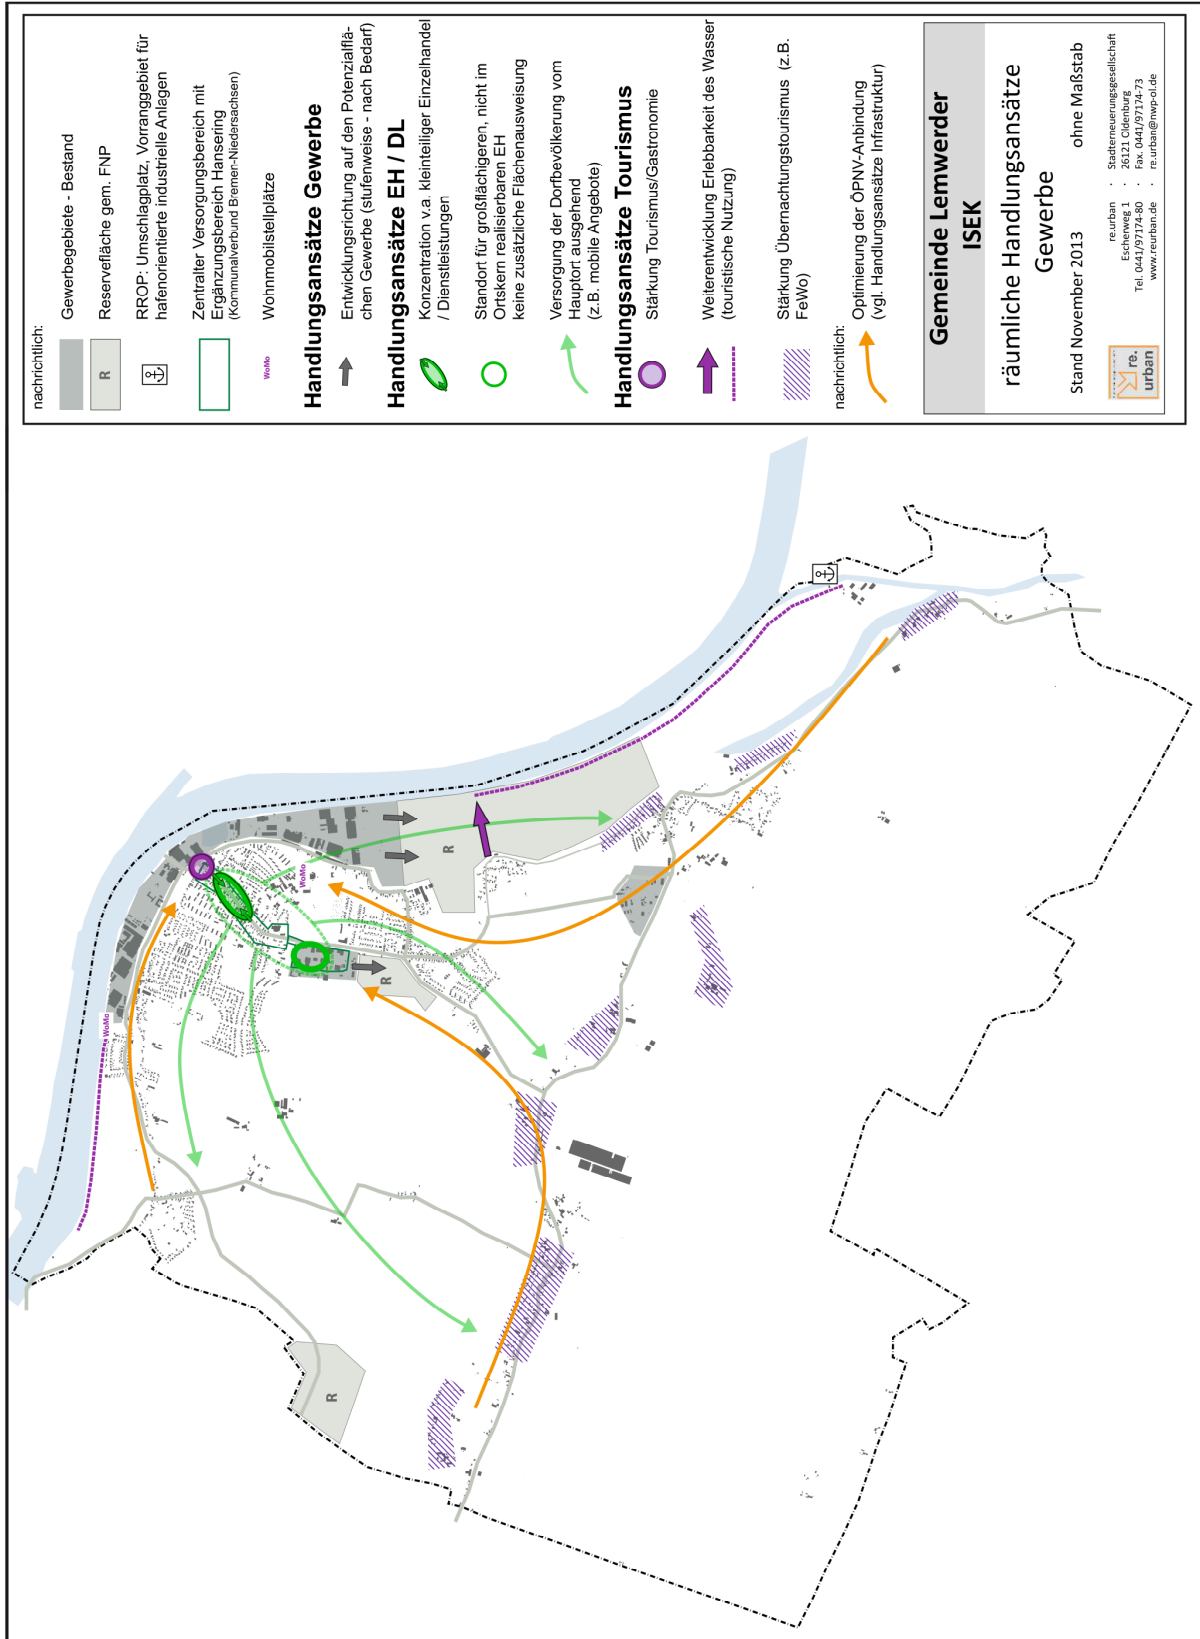 nachrichtlich:
Gewerbegebiete - Bestand
R
Reservefläche gem. FNP
RROP: Umschlagplatz, Vorranggebiet für
hafenorientierte industrielle Anlagen
Zentralter Versorgungsbereich mit
Ergänzungsbereich Hansering
(Kommunalverbund Bremen-Niedersachsen)
WoMo
Wohnmobilstellplätze
Handlungsansätze Gewerbe
Entwicklungsrichtung auf den Potenzialflä-
chen Gewerbe (stufenweise - nach Bedarf)
Handlungsansätze EH / DL
Konzentration v.a. kleinteiliger Einzelhandel
/ Dienstleistungen
Standort für großflächigeren, nicht im
Ortskern realisierbaren EH
keine zusätzliche Flächenausweisung
Versorgung der Dorfbevölkerung vom
Hauptort ausgehend
(z.B. mobile Angebote)
Handlungsansätze Tourismus
Stärkung Tourismus/Gastronomie
Weiterentwicklung Erlebbarkeit des Wasser
(touristische Nutzung)
Stärkung Übernachtungstourismus (z.B.
FeWo)
nachrichtlich:
Optimierung der ÖPNV-Anbindung
(vgl. Handlungsansätze Infrastruktur)
Gemeinde Lemwerder
ISEK
räumliche Handlungsansätze
Gewerbe
Stand November 2013 ohne Maßstab
re.urban
re.urban · Stadterneuerungsgesellschaft
Escherweg 1 · 26121 Oldenburg
Tel. 0441/97174-80 · Fax. 0441/97174-73
www.reurban.de · re.urban@nwp-ol.de
WoMo
WoMo
R
R
R